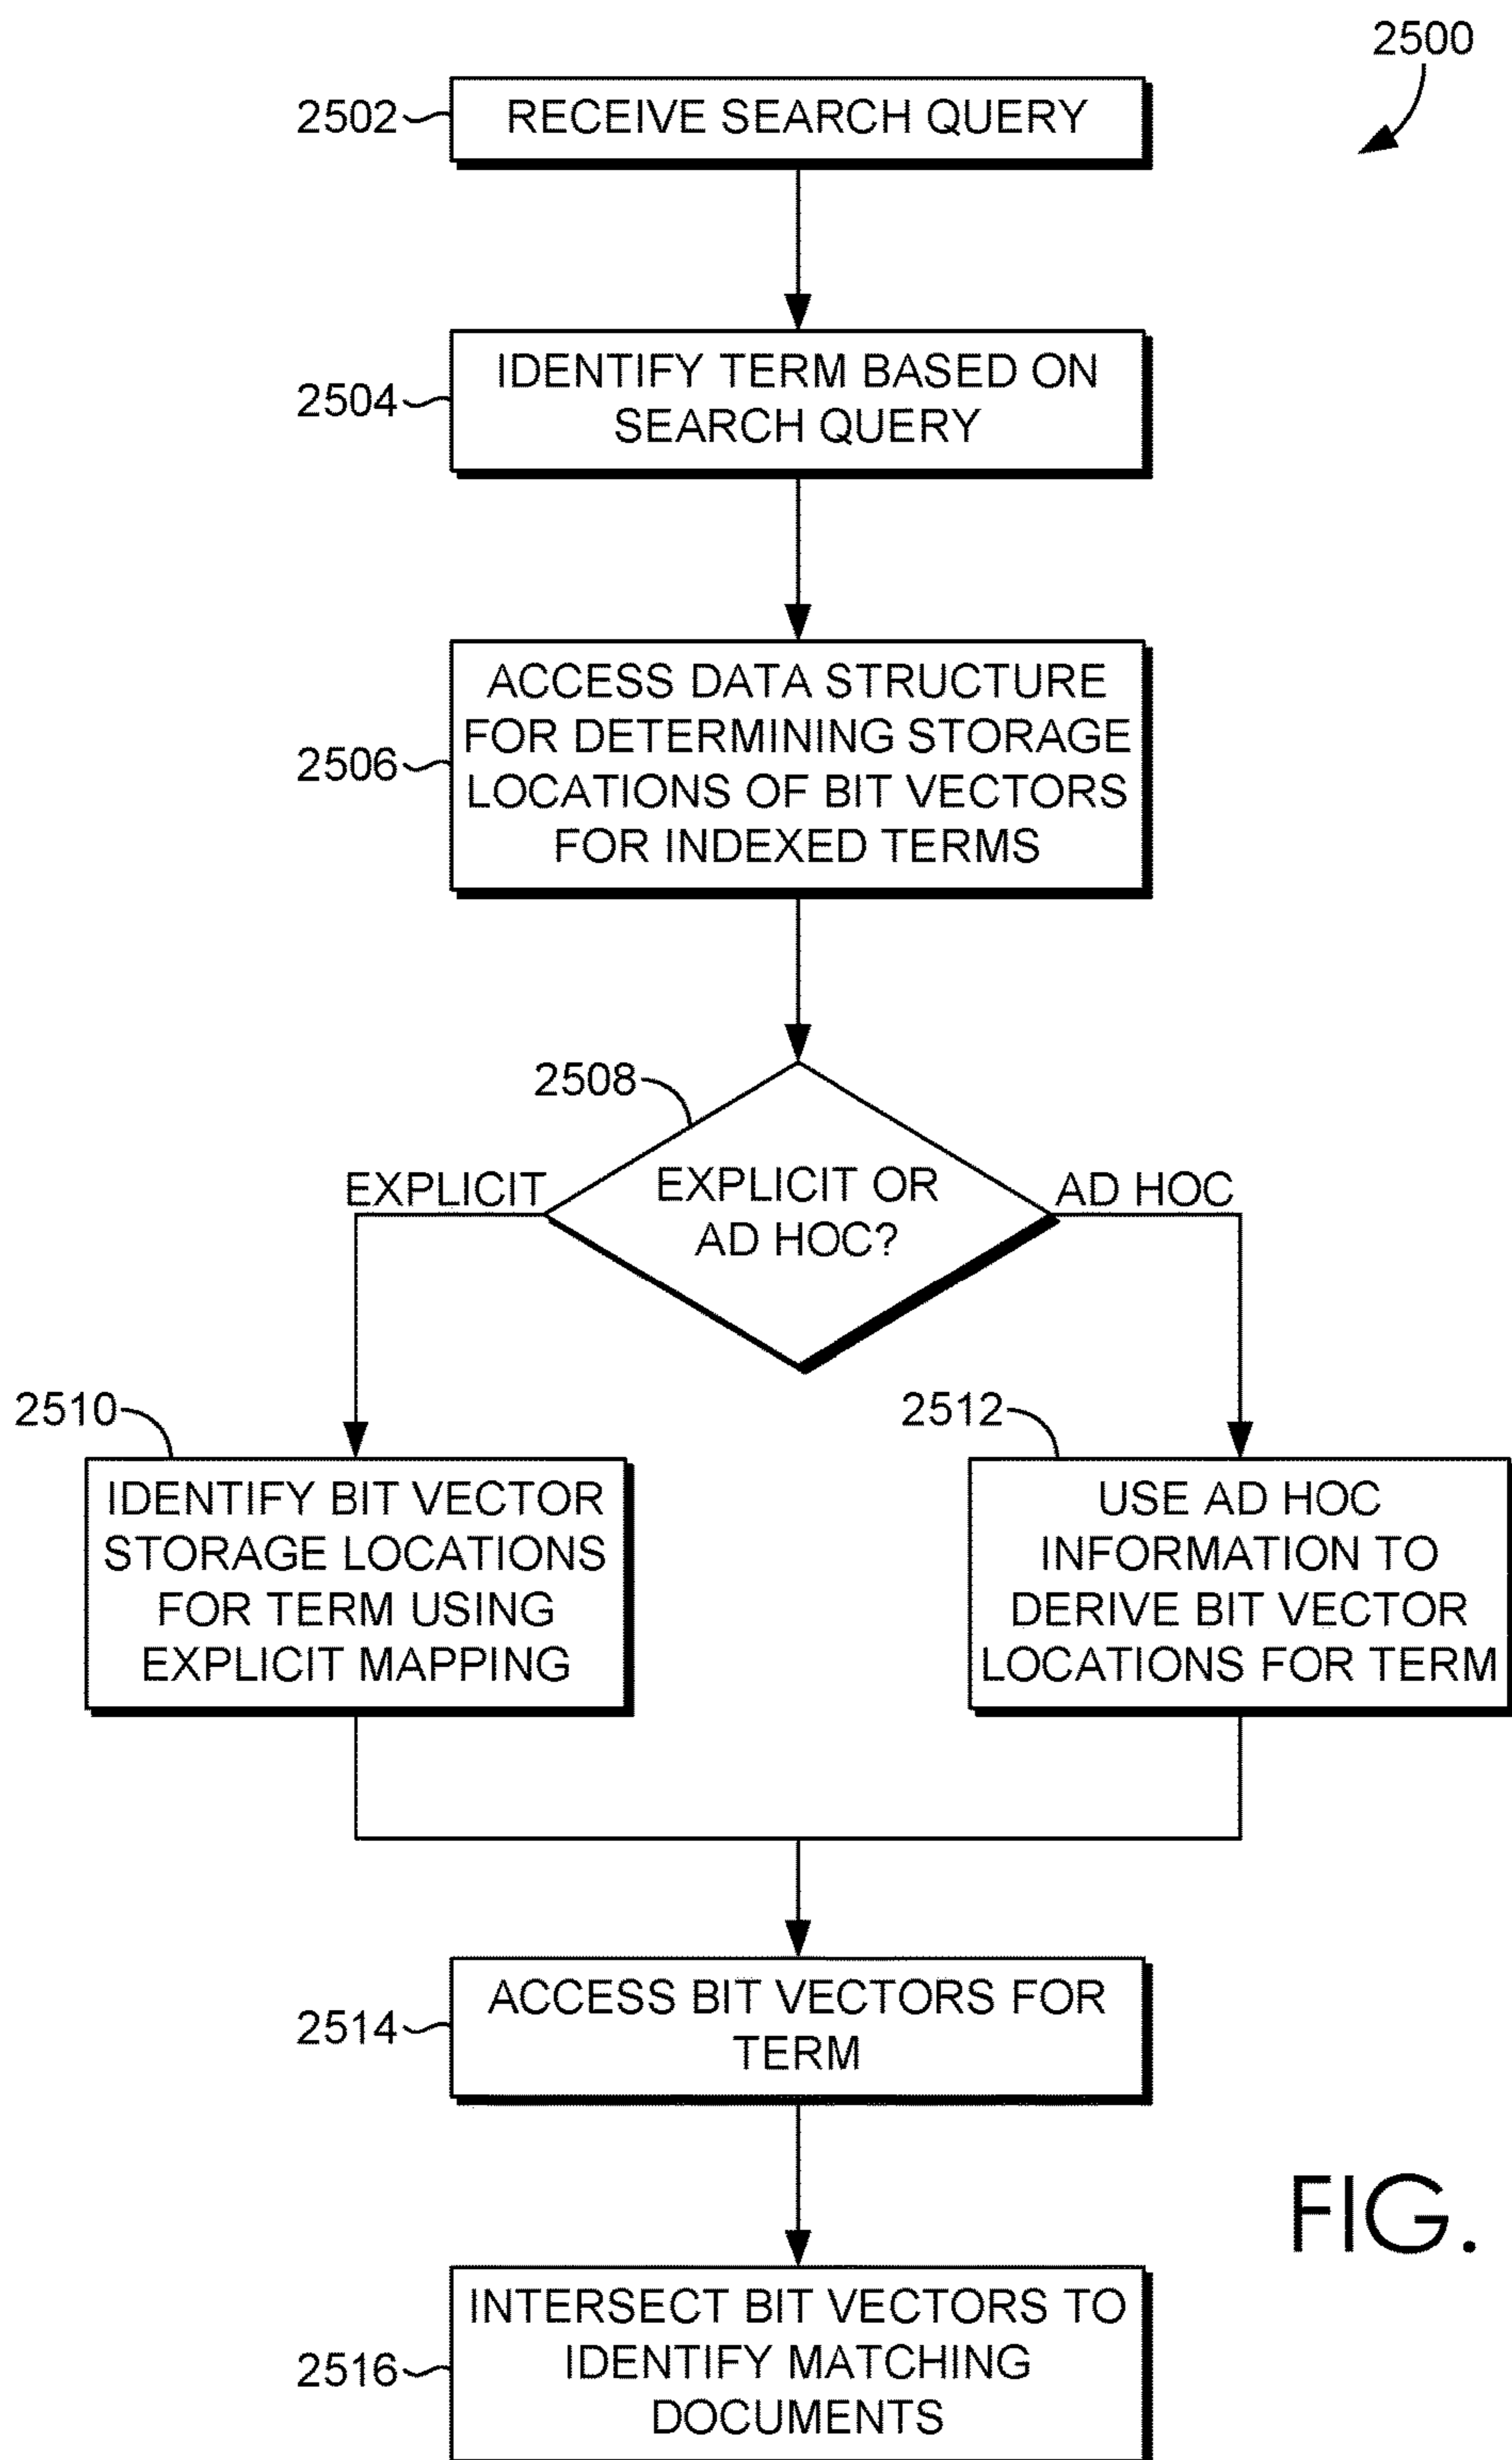 2500
2502
RECEIVE SEARCH QUERY
2504
IDENTIFY TERM BASED ON
SEARCH QUERY
2506
ACCESS DATA STRUCTURE
FOR DETERMINING STORAGE
LOCATIONS OF BIT VECTORS
FOR INDEXED TERMS
2508
EXPLICIT
EXPLICIT OR
AD HOC?
AD HOC
2510
IDENTIFY BIT VECTOR
STORAGE LOCATIONS
FOR TERM USING
EXPLICIT MAPPING
2512
USE AD HOC
INFORMATION TO
DERIVE BIT VECTOR
LOCATIONS FOR TERM
2514
ACCESS BIT VECTORS FOR
TERM
FIG.
2516
INTERSECT BIT VECTORS TO
IDENTIFY MATCHING
DOCUMENTS